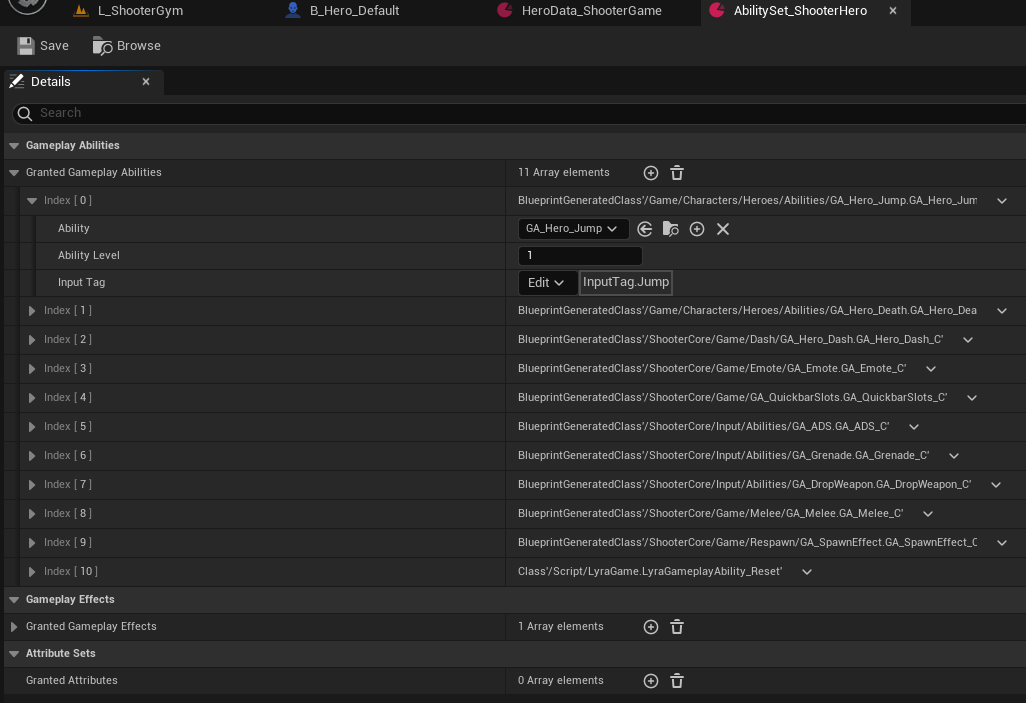 L_ShooterGym B_Hero_Default HeroData_ShooterGame AbilitySet_ShooterHero
Save Browse
Details
Search
Gameplay Abilities
Granted Gameplay Abilities 11 Array elements
Index [ 0 ] BlueprintGeneratedClass'/Game/Characters/Heroes/Abilities/GA_Hero_Jump.GA_Hero_Jum
Ability GA_Hero_Jump
Ability Level 1
Input Tag Edit InputTag.Jump
Index [ 1 ] BlueprintGeneratedClass'/Game/Characters/Heroes/Abilities/GA_Hero_Death.GA_Hero_Dea
Index [ 2 ] BlueprintGeneratedClass'/ShooterCore/Game/Dash/GA_Hero_Dash.GA_Hero_Dash_C'
Index [ 3 ] BlueprintGeneratedClass'/ShooterCore/Game/Emote/GA_Emote.GA_Emote_C'
Index [ 4 ] BlueprintGeneratedClass'/ShooterCore/Game/GA_QuickbarSlots.GA_QuickbarSlots_C'
Index [ 5 ] BlueprintGeneratedClass'/ShooterCore/Input/Abilities/GA_ADS.GA_ADS_C'
Index [ 6 ] BlueprintGeneratedClass'/ShooterCore/Input/Abilities/GA_Grenade.GA_Grenade_C'
Index [ 7 ] BlueprintGeneratedClass'/ShooterCore/Input/Abilities/GA_DropWeapon.GA_DropWeapon_C'
Index [ 8 ] BlueprintGeneratedClass'/ShooterCore/Game/Melee/GA_Melee.GA_Melee_C'
Index [ 9 ] BlueprintGeneratedClass'/ShooterCore/Game/Respawn/GA_SpawnEffect.GA_SpawnEffect_C
Index [ 10 ] Class'/Script/LyraGame.LyraGameplayAbility_Reset'
Gameplay Effects
Granted Gameplay Effects 1 Array elements
Attribute Sets
Granted Attributes 0 Array elements